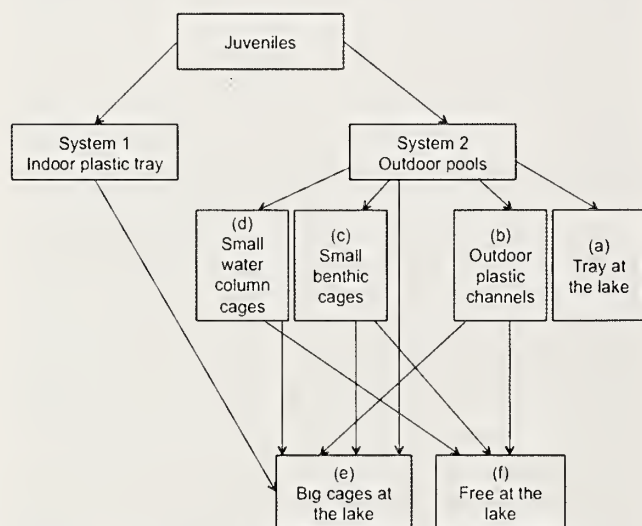 Juveniles
System 1
Indoor plastic tray
System 2
Outdoor pools
(d)
Small
water
column
cages
(c)
Small
benthic
cages
(b)
Outdoor
plastic
channels
(a)
Tray at
the lake
(e)
Big cages at
the lake
(f)
Free at the
lake